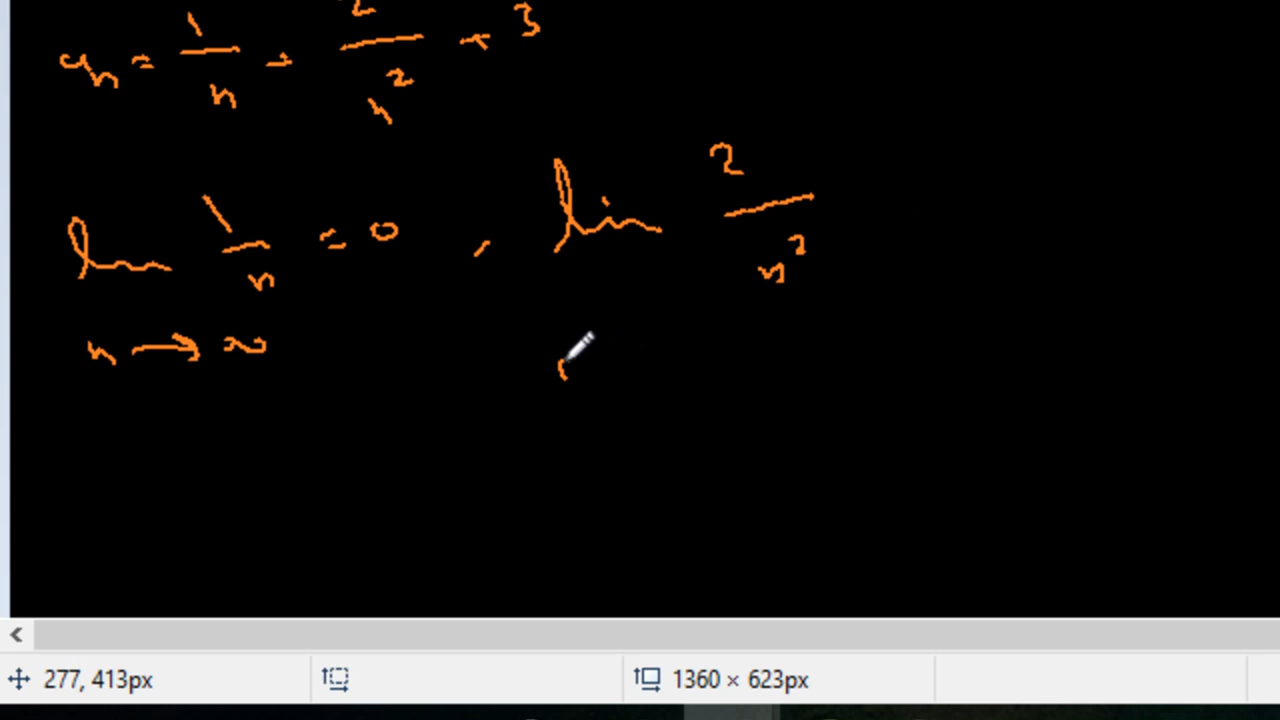 aₙ = 1/n - 2/n² + 3
lim 1/n = 0 , lim 2/n²
n → ∞
277, 413px 1360 × 623px